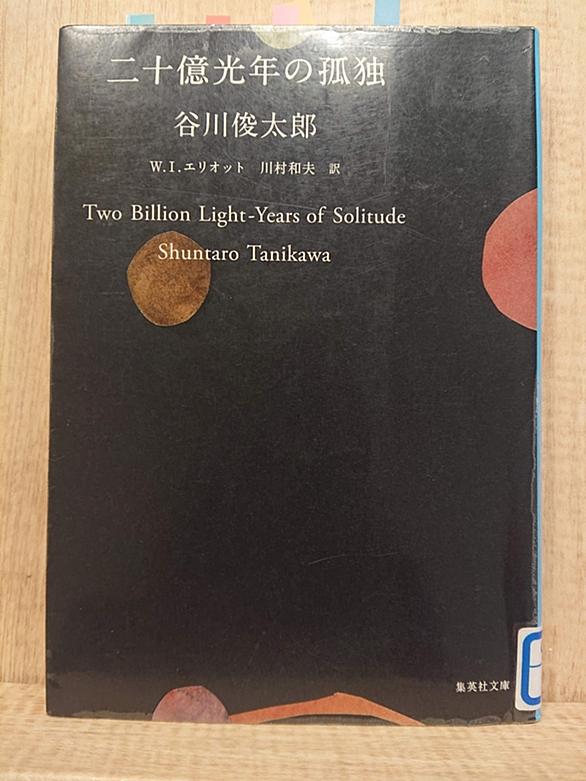 二十億光年の孤独
谷川俊太郎
W.I.エリオット 川村和夫 訳
Two Billion Light-Years of Solitude
Shuntaro Tanikawa
集英社文庫